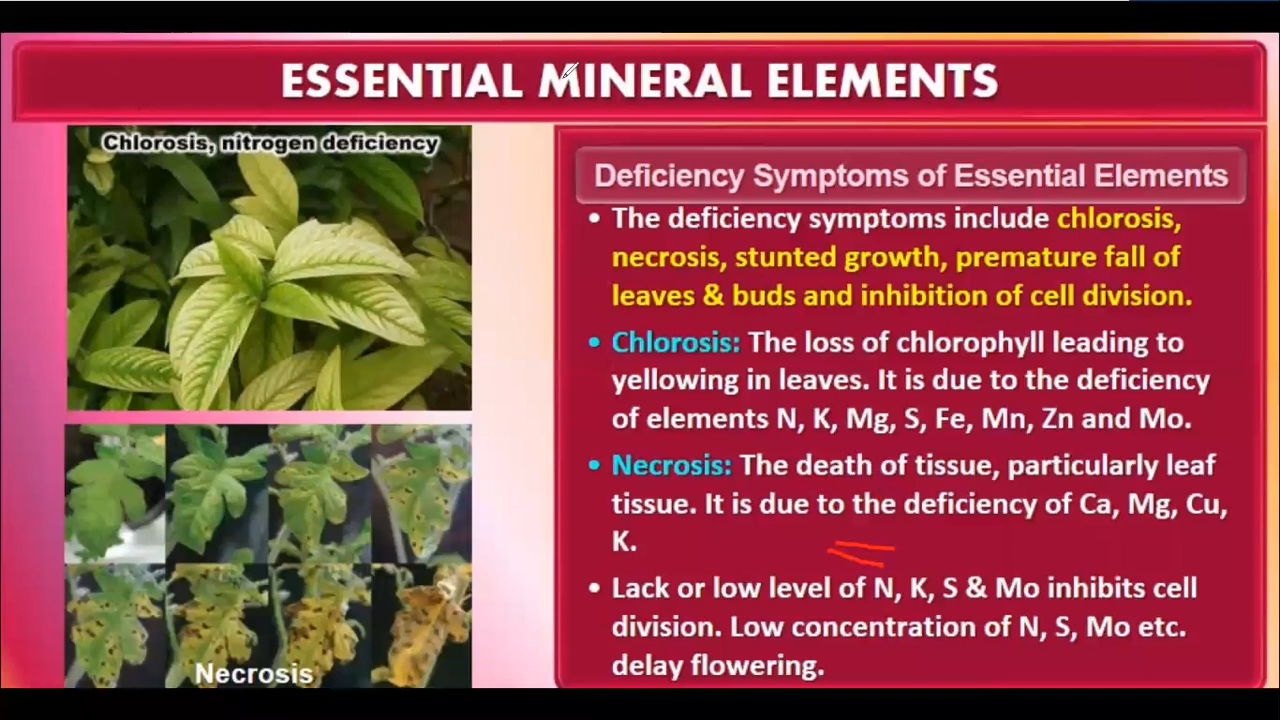 ESSENTIAL MINERAL ELEMENTS
Chlorosis, nitrogen deficiency
Necrosis
Deficiency Symptoms of Essential Elements
• The deficiency symptoms include chlorosis,
necrosis, stunted growth, premature fall of
leaves & buds and inhibition of cell division.
• Chlorosis: The loss of chlorophyll leading to
yellowing in leaves. It is due to the deficiency
of elements N, K, Mg, S, Fe, Mn, Zn and Mo.
• Necrosis: The death of tissue, particularly leaf
tissue. It is due to the deficiency of Ca, Mg, Cu,
K.
• Lack or low level of N, K, S & Mo inhibits cell
division. Low concentration of N, S, Mo etc.
delay flowering.